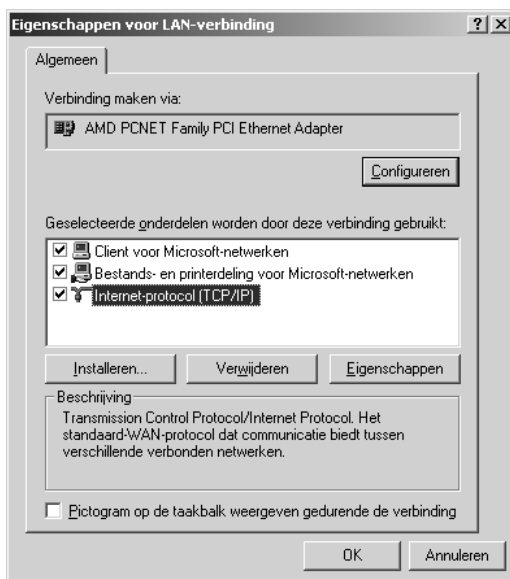 Eigenschappen voor LAN-verbinding
Algemeen
Verbinding maken via:
AMD PCNET Family PCI Ethernet Adapter
Configureren
Geselecteerde onderdelen worden door deze verbinding gebruikt:
Client voor Microsoft-netwerken
Bestands- en printerdeling voor Microsoft-netwerken
Internet-protocol (TCP/IP)
Installeren... Verwijderen Eigenschappen
Beschrijving
Transmission Control Protocol/Internet Protocol. Het
standaard-WAN-protocol dat communicatie biedt tussen
verschillende verbonden netwerken.
Pictogram op de taakbalk weergeven gedurende de verbinding
OK Annuleren